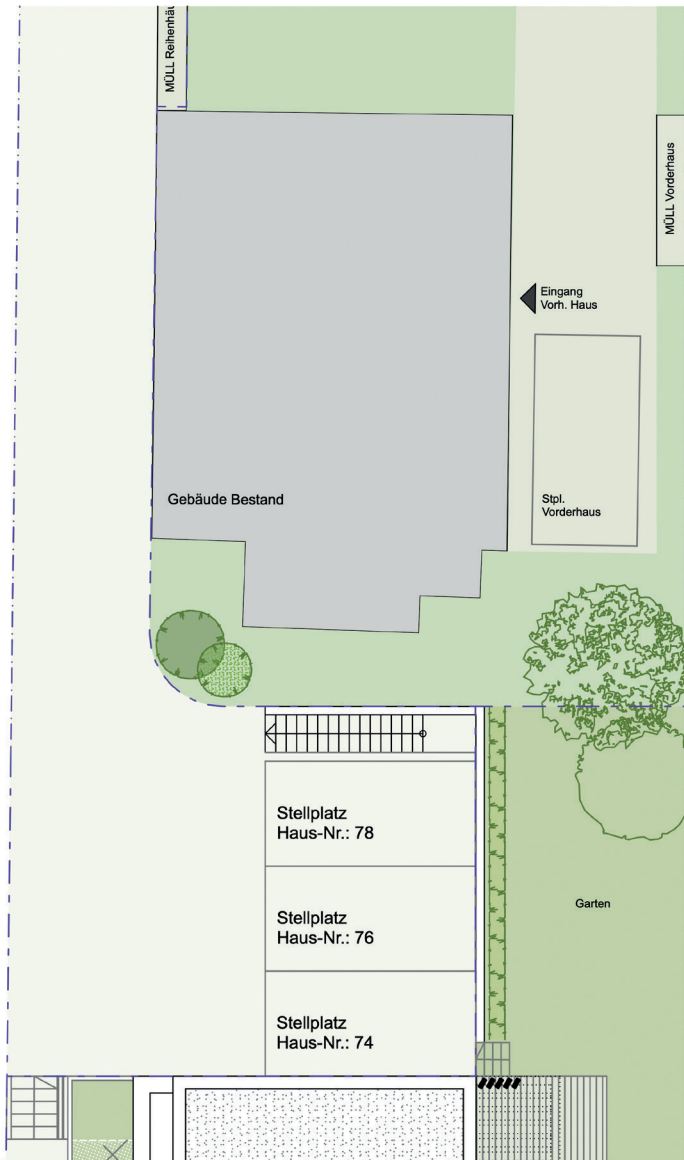 MÜLL Reihenhäu
MÜLL Vorderhaus
Eingang
Vorh. Haus
Gebäude Bestand
Stpl.
Vorderhaus
Stellplatz
Haus-Nr.: 78
Stellplatz
Haus-Nr.: 76
Garten
Stellplatz
Haus-Nr.: 74